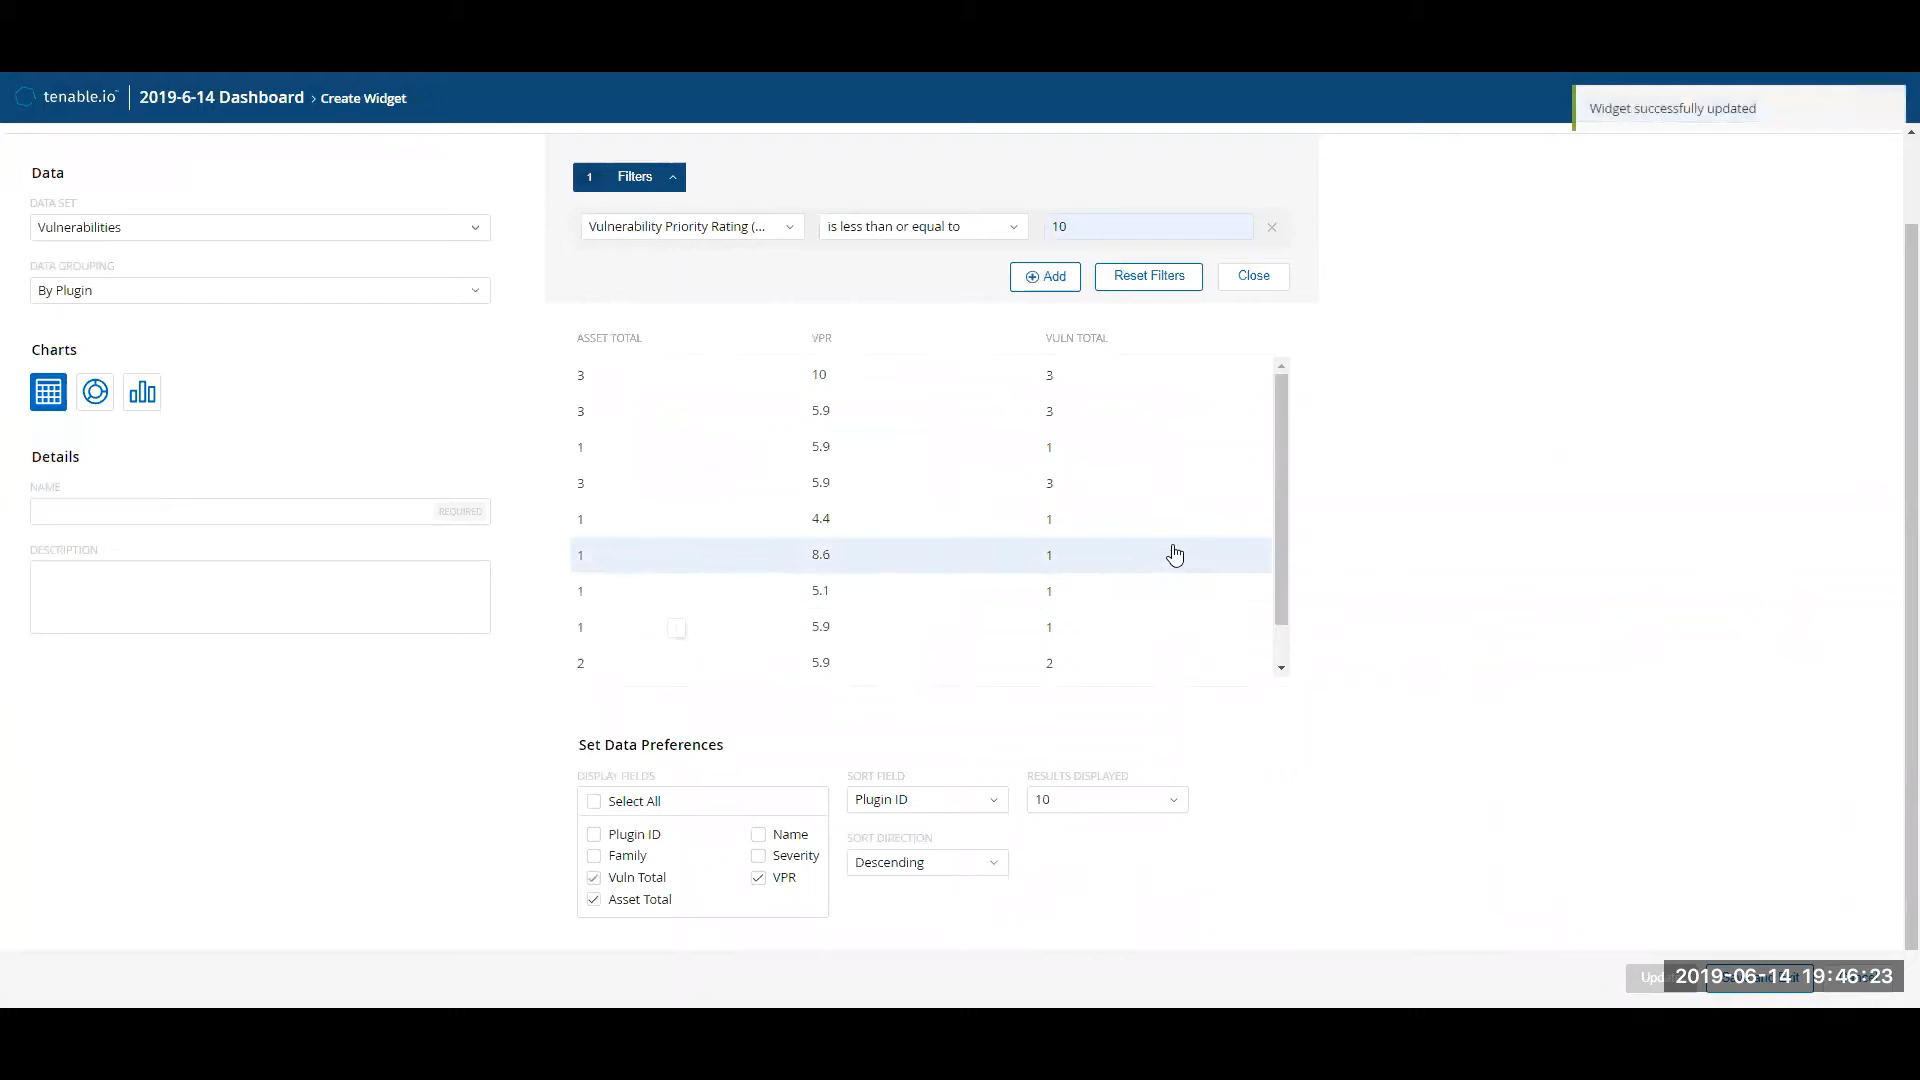 tenable.io
2019-6-14 Dashboard › Create Widget
Widget successfully updated
Data
DATA SET
Vulnerabilities
DATA GROUPING
By Plugin
Charts
Details
NAME
REQUIRED
DESCRIPTION
1 Filters
Vulnerability Priority Rating (... is less than or equal to 10
Add Reset Filters Close
ASSET TOTAL VPR VULN TOTAL
3 10 3
3 5.9 3
1 5.9 1
3 5.9 3
1 4.4 1
1 8.6 1
1 5.1 1
1 5.9 1
2 5.9 2
Set Data Preferences
DISPLAY FIELDS SORT FIELD RESULTS DISPLAYED
Select All Plugin ID 10
Plugin ID Name
SORT DIRECTION
Family Severity
Descending
Vuln Total VPR
Asset Total
2019-06-14 19:46:23